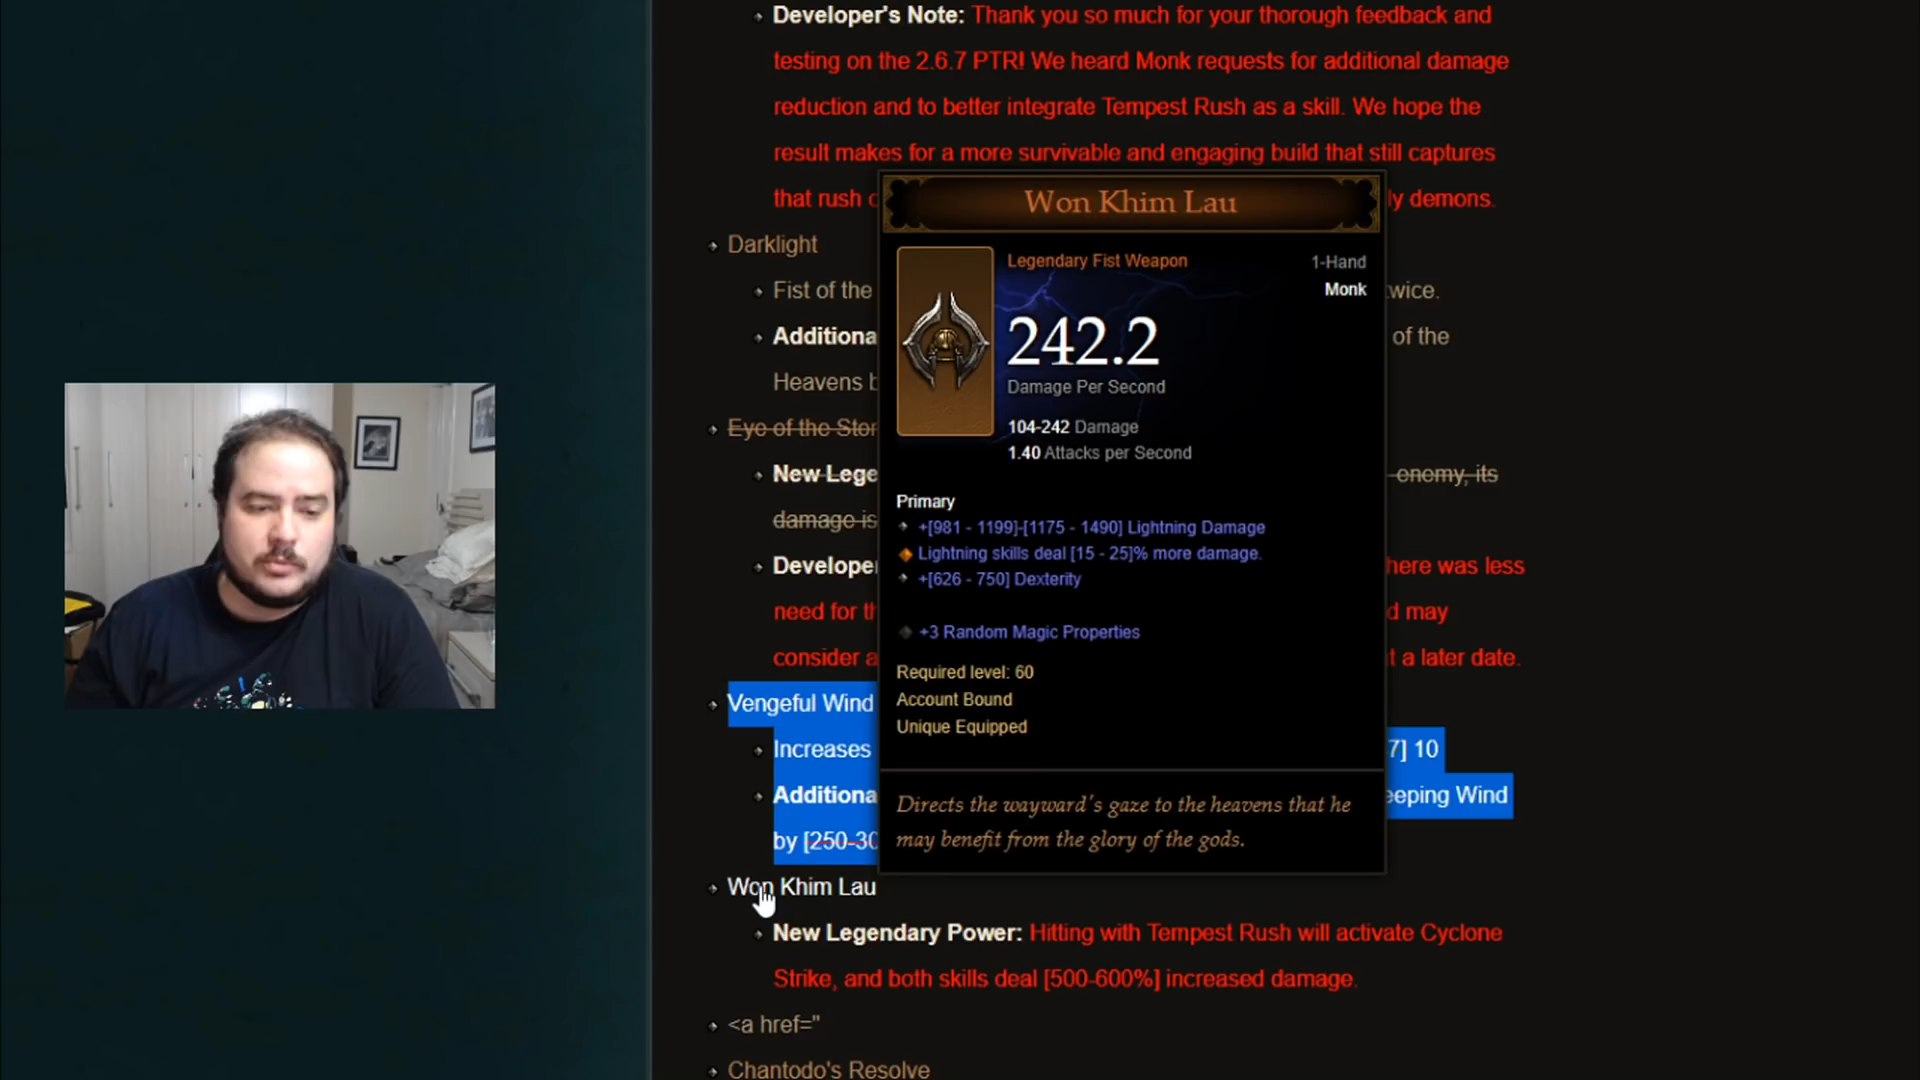 Developer's Note: Thank you so much for your thorough feedback and
testing on the 2.6.7 PTR! We heard Monk requests for additional damage
reduction and to better integrate Tempest Rush as a skill. We hope the
result makes for a more survivable and engaging build that still captures
that rush
ly demons.
Darklight
Fist of the
wice.
Additiona
of the
Heavens b
Eye of the Stor
New Lege
enemy, its
damage is
Develope
here was less
need for th
d may
consider a
t a later date.
Vengeful Wind
Increases
7] 10
Additiona
eeping Wind
by [250-30
Won Khim Lau
New Legendary Power: Hitting with Tempest Rush will activate Cyclone
Strike, and both skills deal [500-600%] increased damage.
<a href="
Chantodo's Resolve
Won Khim Lau
Legendary Fist Weapon
1-Hand
Monk
242.2
Damage Per Second
104-242 Damage
1.40 Attacks per Second
Primary
+[981 - 1199]-[1175 - 1490] Lightning Damage
Lightning skills deal [15 - 25]% more damage.
+[626 - 750] Dexterity
+3 Random Magic Properties
Required level: 60
Account Bound
Unique Equipped
Directs the wayward's gaze to the heavens that he
may benefit from the glory of the gods.